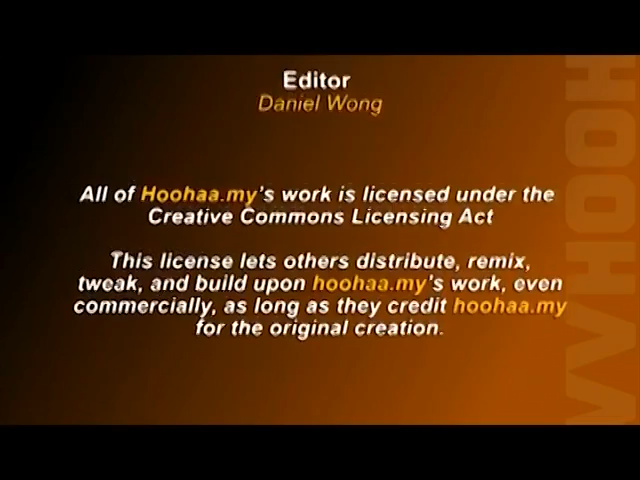 Editor
Daniel Wong
All of Hoohaa.my's work is licensed under the
Creative Commons Licensing Act
This license lets others distribute, remix,
tweak, and build upon hoohaa.my's work, even
commercially, as long as they credit hoohaa.my
for the original creation.